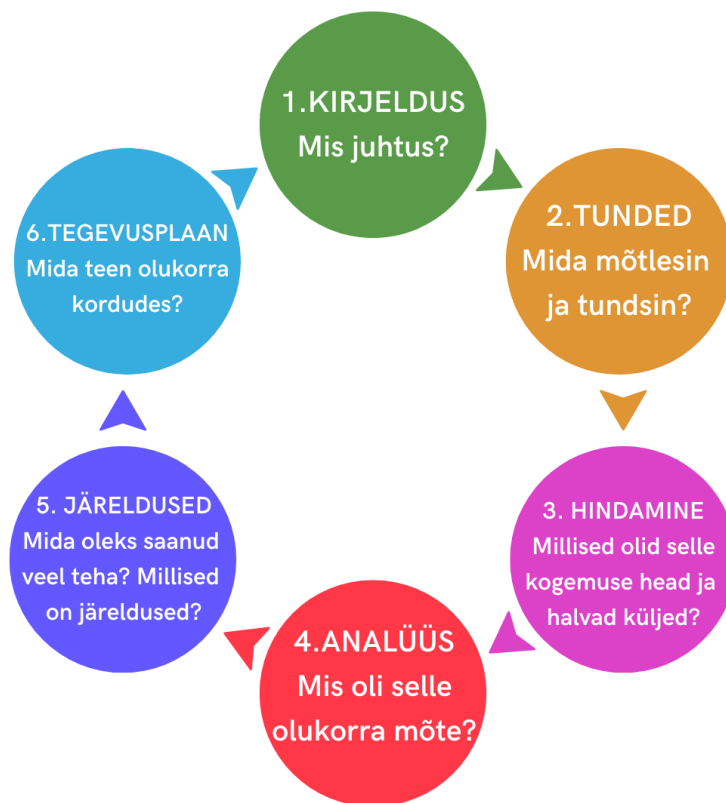 1.KIRJELDUS
Mis juhtus?
2.TUNDED
Mida mõtlesin
ja tundsin?
3. HINDAMINE
Millised olid selle
kogemuse head ja
halvad küljed?
4.ANALÜÜS
Mis oli selle
olukorra mõte?
5. JÄRELDUSED
Mida oleks saanud
veel teha? Millised
on järeldused?
6.TEGEVUSPLAAN
Mida teen olukorra
kordudes?